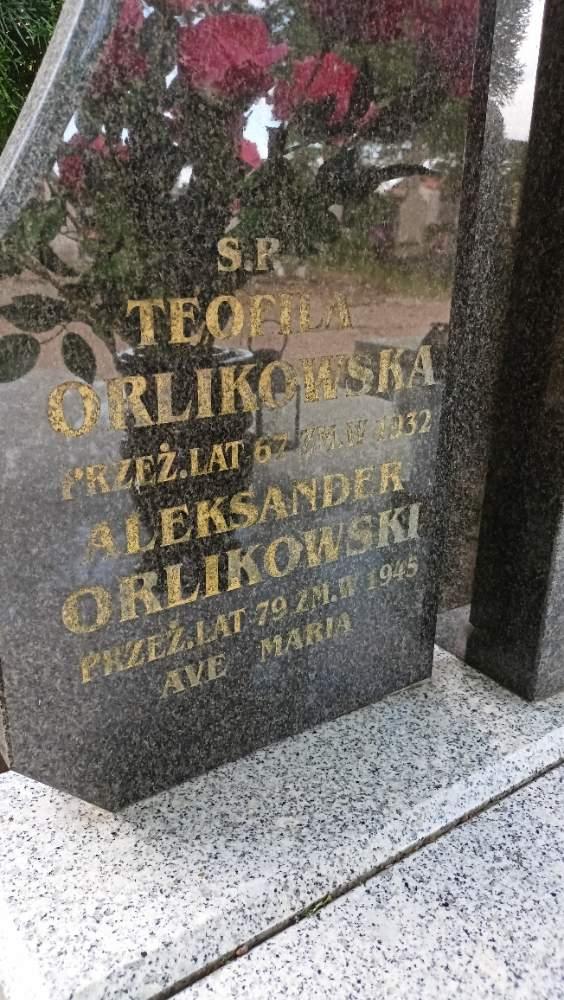 Ś.P.
TEOFILA
ORLIKOWSKA
PRZEŻ.LAT 67 ZM.W 1932
ALEKSANDER
ORLIKOWSKI
PRZEŻ.LAT 79 ZM.W 1945
AVE MARIA